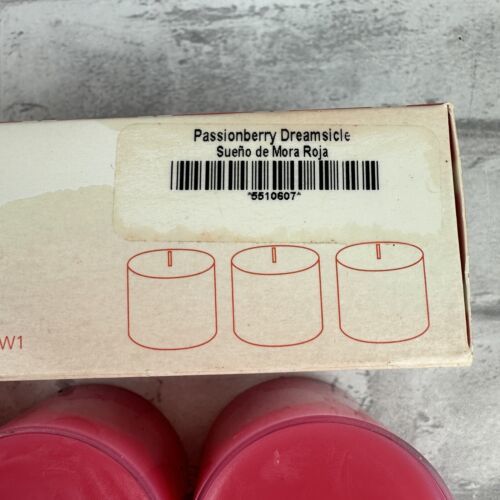 Passionberry Dreamsicle
Sueño de Mora Roja
*5510607*
W1